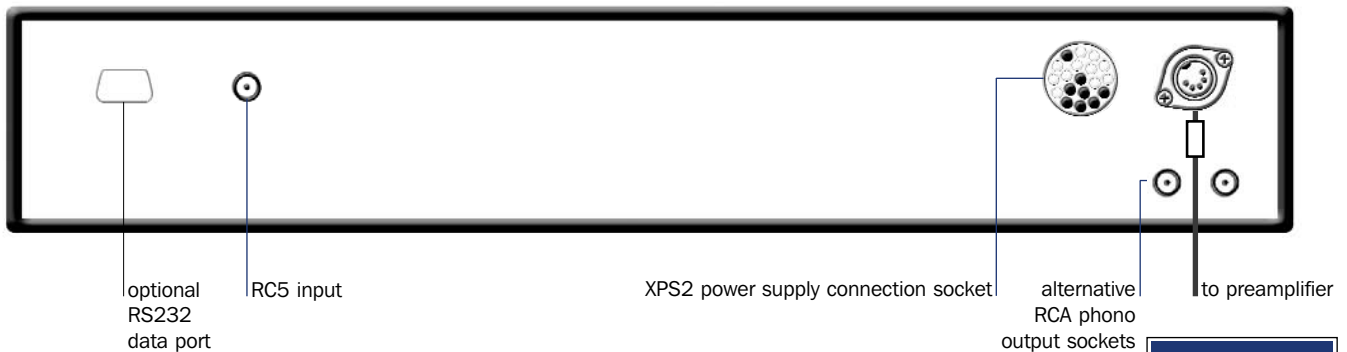 optional
RS232
data port
RC5 input
XPS2 power supply connection socket
alternative
RCA phono
output sockets
to preamplifier